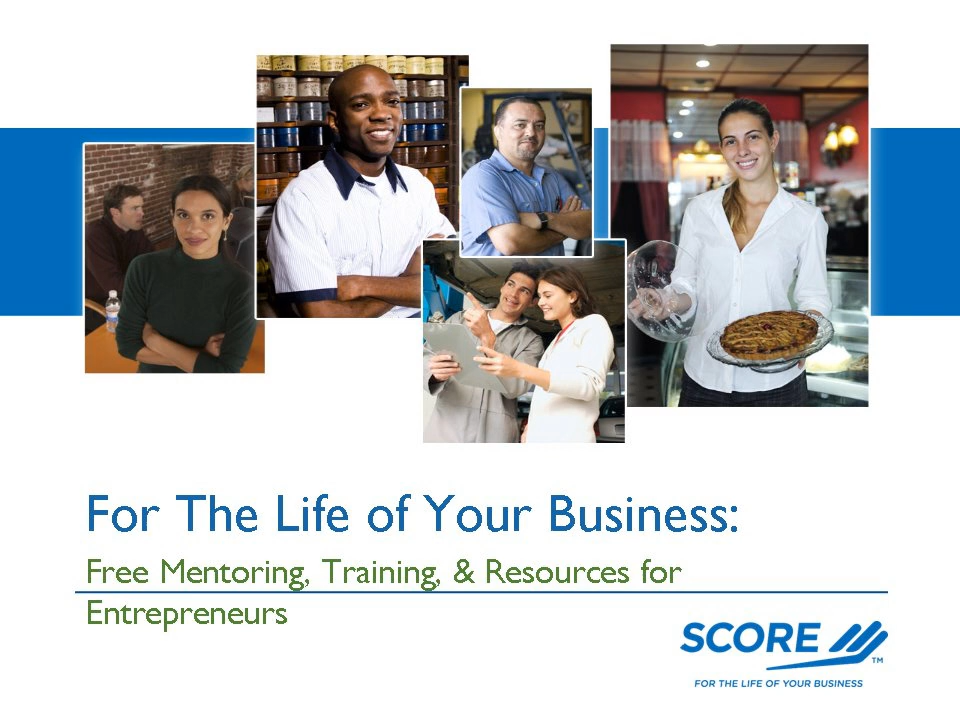 For The Life of Your Business:
Free Mentoring, Training, & Resources for
Entrepreneurs
SCORE ™
FOR THE LIFE OF YOUR BUSINESS